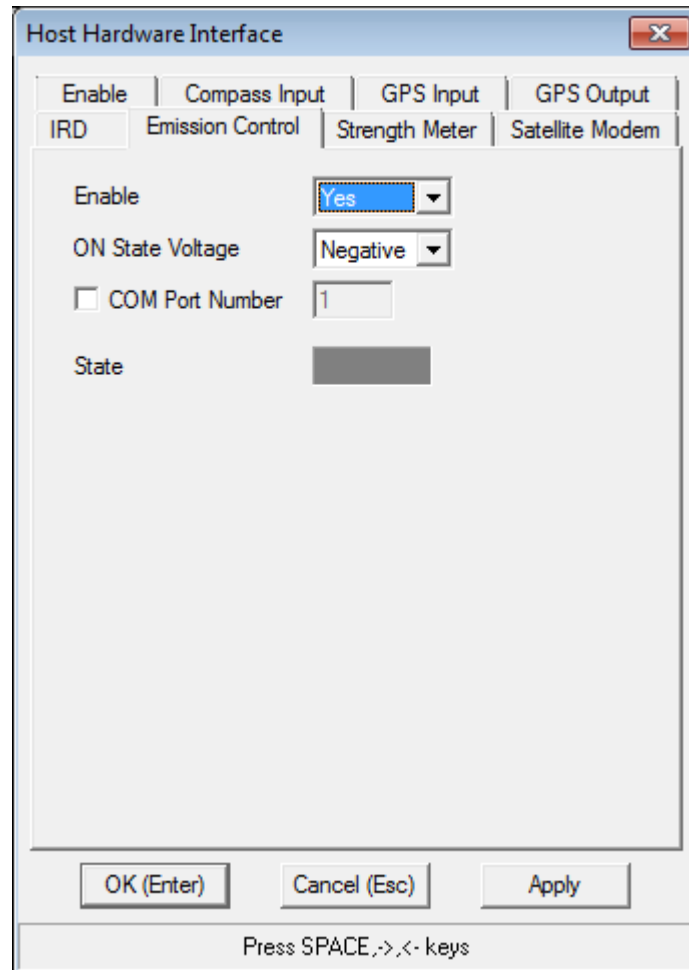 Host Hardware Interface
Enable Compass Input GPS Input GPS Output
IRD Emission Control Strength Meter Satellite Modem
Enable Yes
ON State Voltage Negative
COM Port Number 1
State
OK (Enter) Cancel (Esc) Apply
Press SPACE,->,<- keys